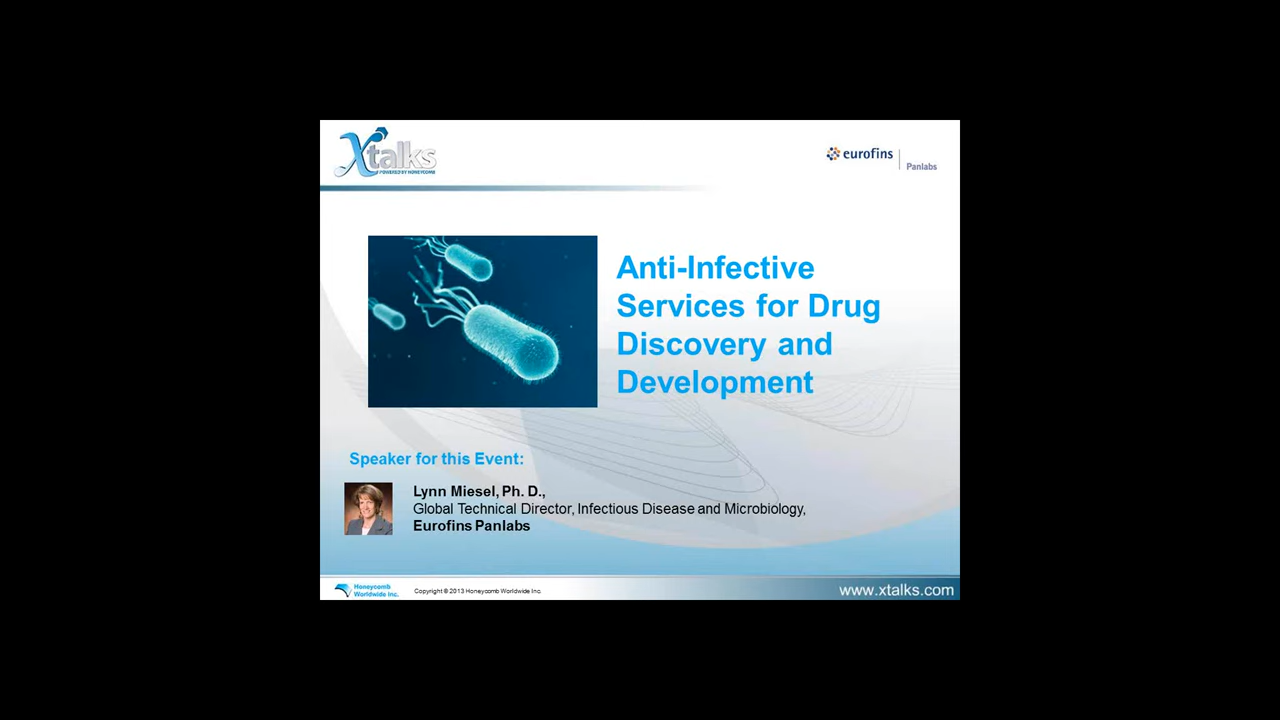 Xtalks
POWERED BY HONEYCOMB
eurofins
Panlabs
Anti-Infective
Services for Drug
Discovery and
Development
Speaker for this Event:
Lynn Miesel, Ph. D.,
Global Technical Director, Infectious Disease and Microbiology,
Eurofins Panlabs
Honeycomb
Worldwide Inc.
Copyright © 2013 Honeycomb Worldwide Inc.
www.xtalks.com